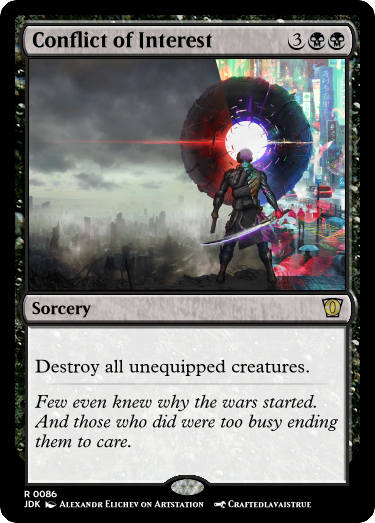 Conflict of Interest 3
Sorcery
Destroy all unequipped creatures.
Few even knew why the wars started.
And those who did were too busy ending
them to care.
R 0086
JDK Alexandr Elichev on Artstation Craftedlavaistrue